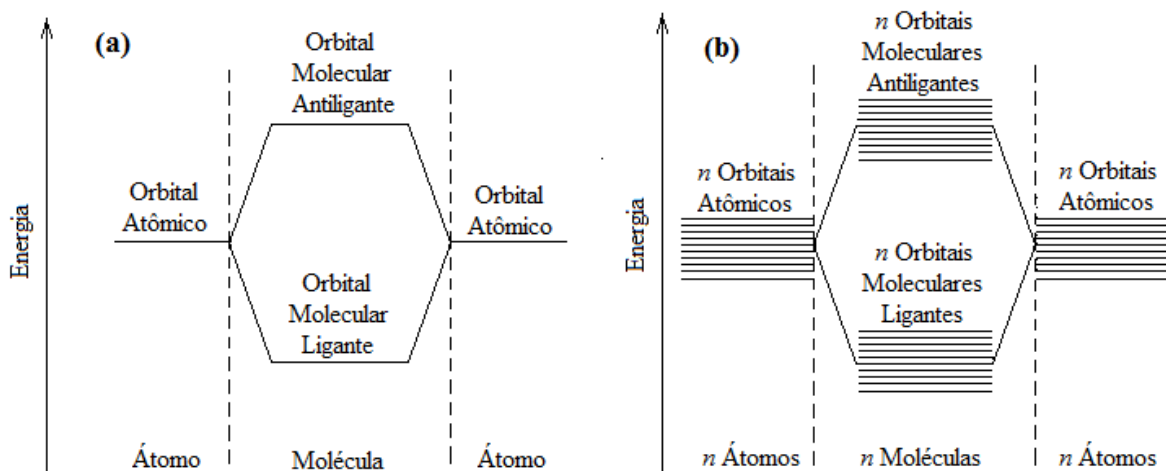 (a)
Orbital
Molecular
Antiligante
Orbital
Atômico
Orbital
Atômico
Energia
Orbital
Molecular
Ligante
Átomo
Molécula
Átomo
(b)
n Orbitais
Moleculares
Antiligantes
n Orbitais
Atômicos
n Orbitais
Atômicos
Energia
n Orbitais
Moleculares
Ligantes
n Átomos
n Moléculas
n Átomos